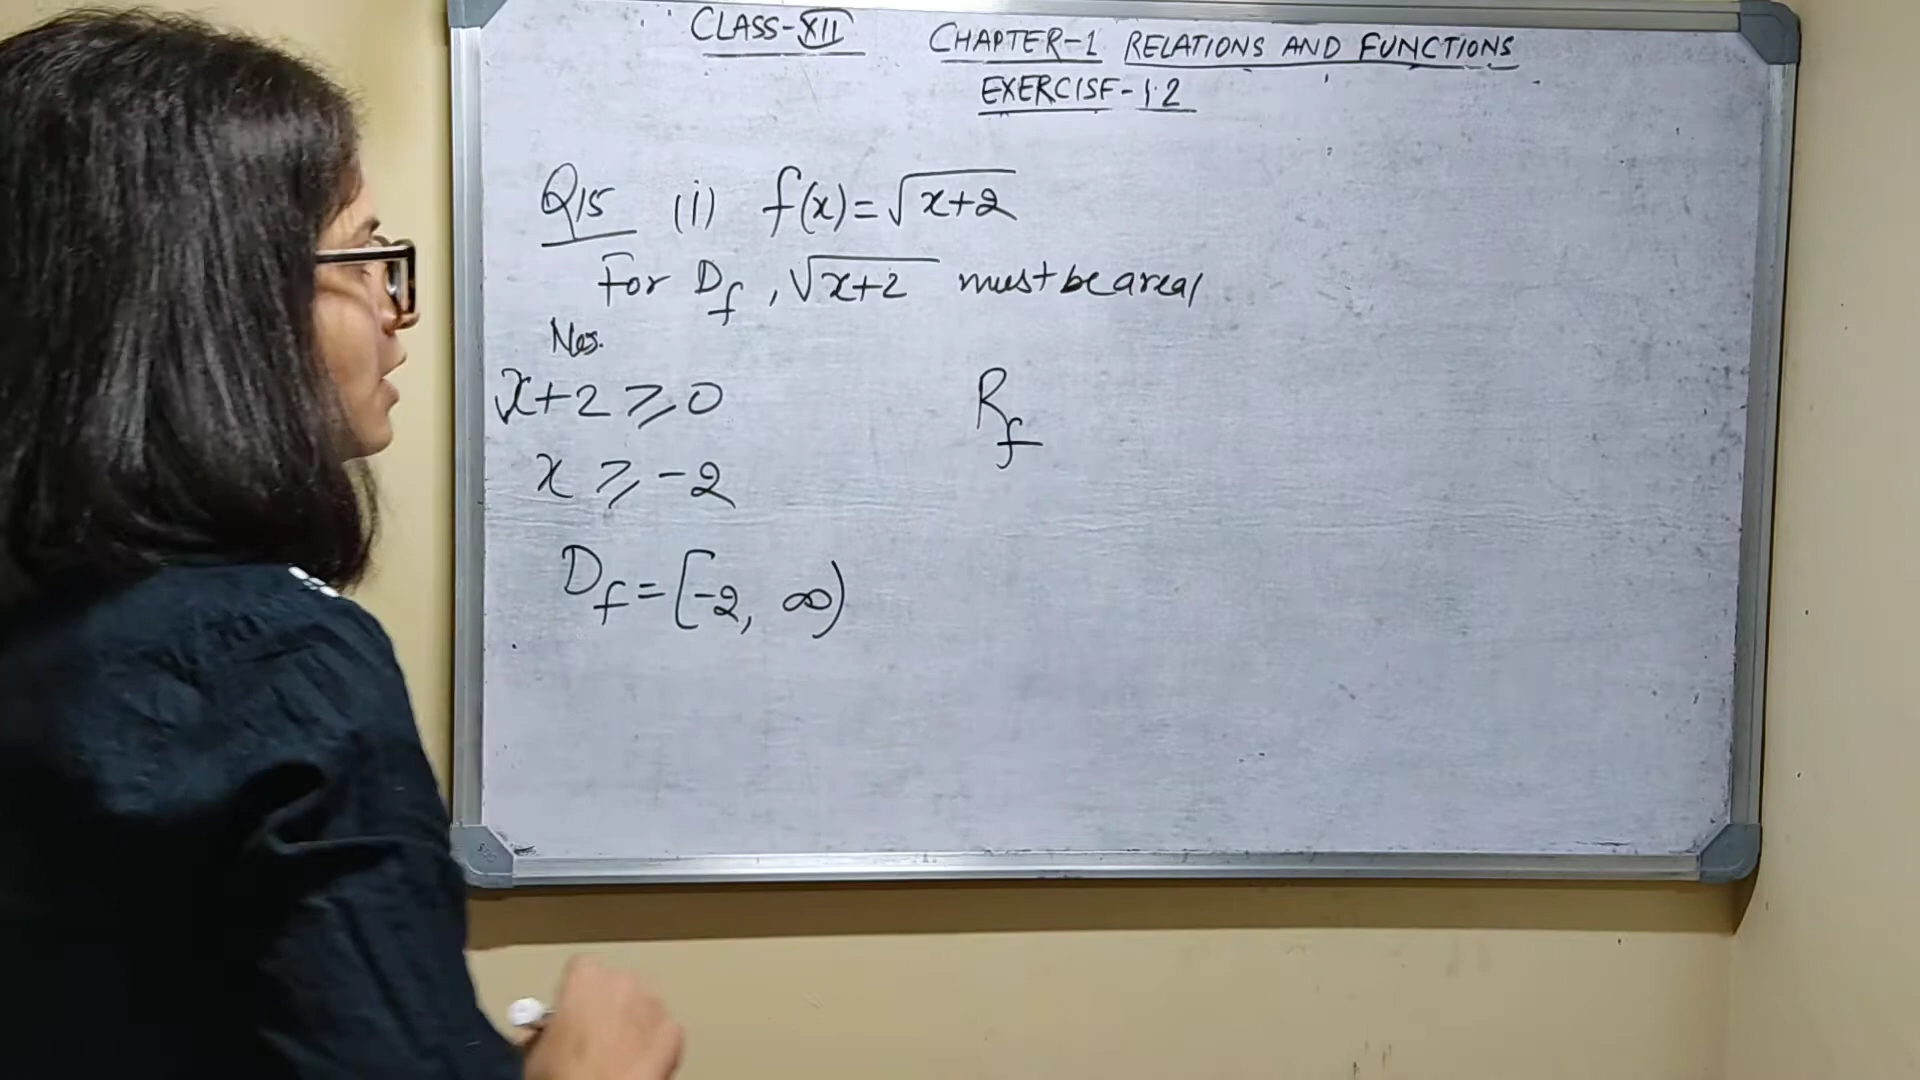 CLASS-XII
CHAPTER-1 RELATIONS AND FUNCTIONS
EXERCISE-1.2
Q15 (i) f(x)=√x+2
For Df, √x+2 must be a real
Nos.
x+2 ⩾ 0
x ⩾ -2
Df = [-2, ∞)
Rf